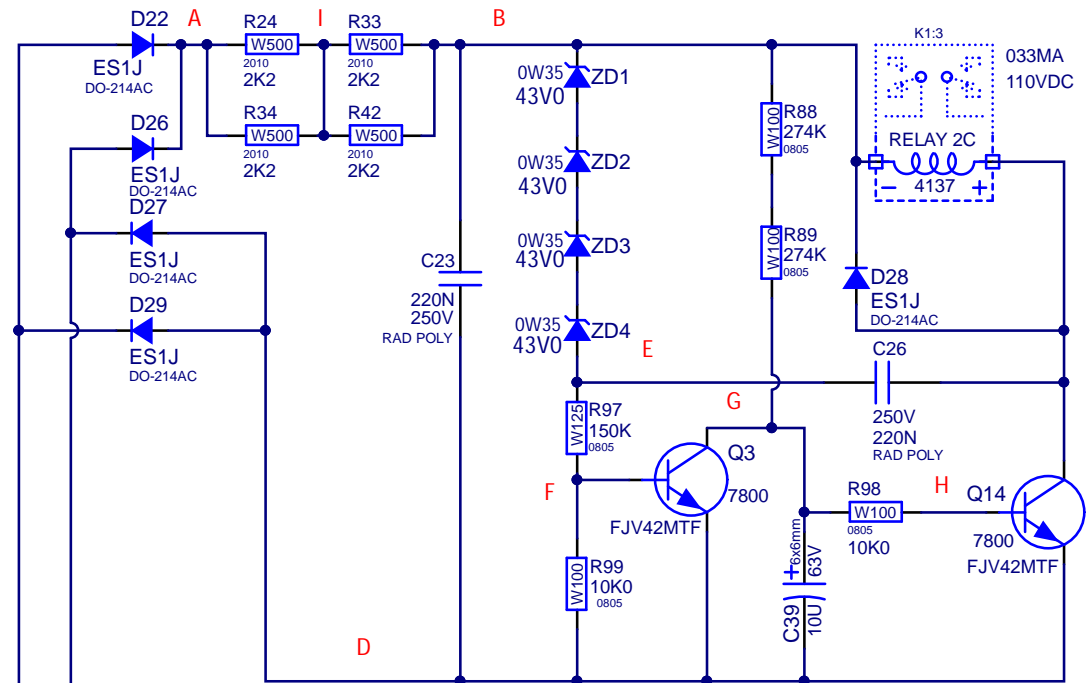 D22
A
R24
I
R33
B
K1:3
033MA
110VDC
W500
W500
ES1J
DO-214AC
2010
2K2
2010
2K2
0W35
43V0
ZD1
R34
R42
W500
W500
2010
2K2
2010
2K2
R88
W100
274K
0805
RELAY 2C
4137
D26
ES1J
DO-214AC
0W35
43V0
ZD2
D27
ES1J
DO-214AC
0W35
43V0
ZD3
R89
W100
274K
0805
C23
220N
250V
RAD POLY
D28
ES1J
DO-214AC
D29
ES1J
DO-214AC
0W35
43V0
ZD4
E
C26
250V
220N
RAD POLY
G
R97
W125
150K
0805
Q3
7800
FJV42MTF
F
R98
W100
0805
10K0
H
Q14
7800
FJV42MTF
R99
W100
10K0
0805
6x6mm
63V
C39
10U
+
D
− +